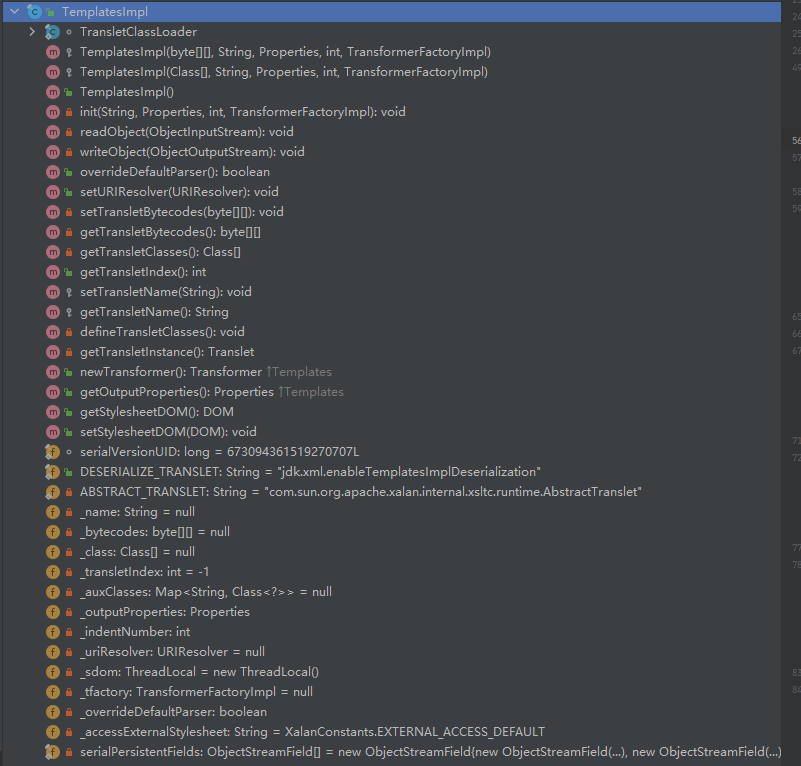 TemplatesImpl
TransletClassLoader
TemplatesImpl(byte[][], String, Properties, int, TransformerFactoryImpl)
TemplatesImpl(Class[], String, Properties, int, TransformerFactoryImpl)
TemplatesImpl()
init(String, Properties, int, TransformerFactoryImpl): void
readObject(ObjectInputStream): void
writeObject(ObjectOutputStream): void
overrideDefaultParser(): boolean
setURIResolver(URIResolver): void
setTransletBytecodes(byte[][]): void
getTransletBytecodes(): byte[][]
getTransletClasses(): Class[]
getTransletIndex(): int
setTransletName(String): void
getTransletName(): String
defineTransletClasses(): void
getTransletInstance(): Translet
newTransformer(): Transformer ↑Templates
getOutputProperties(): Properties ↑Templates
getStylesheetDOM(): DOM
setStylesheetDOM(DOM): void
serialVersionUID: long = 673094361519270707L
DESERIALIZE_TRANSLET: String = "jdk.xml.enableTemplatesImplDeserialization"
ABSTRACT_TRANSLET: String = "com.sun.org.apache.xalan.internal.xsltc.runtime.AbstractTranslet"
_name: String = null
_bytecodes: byte[][] = null
_class: Class[] = null
_transletIndex: int = -1
_auxClasses: Map<String, Class<?>> = null
_outputProperties: Properties
_indentNumber: int
_uriResolver: URIResolver = null
_sdom: ThreadLocal = new ThreadLocal()
_tfactory: TransformerFactoryImpl = null
_overrideDefaultParser: boolean
_accessExternalStylesheet: String = XalanConstants.EXTERNAL_ACCESS_DEFAULT
serialPersistentFields: ObjectStreamField[] = new ObjectStreamField{new ObjectStreamField(...), new ObjectStreamField(...)